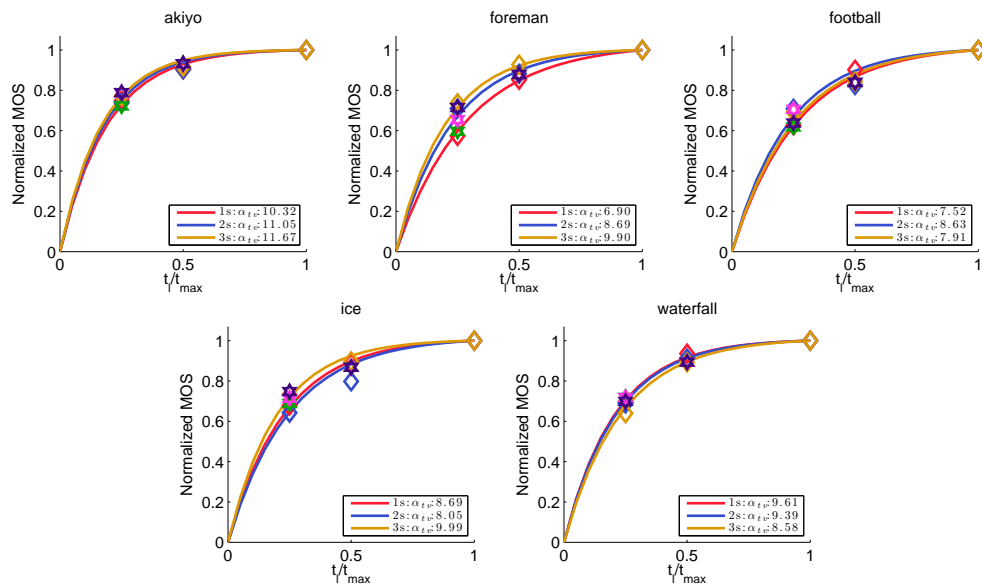 akiyo
1
0.8
0.6
0.4
0.2
0
Normalized MOS
0 0.5 1
t_l/t_max
1s:α_tv:10.32
2s:α_tv:11.05
3s:α_tv:11.67
foreman
1
0.8
0.6
0.4
0.2
0
Normalized MOS
0 0.5 1
t_l/t_max
1s:α_tv:6.90
2s:α_tv:8.69
3s:α_tv:9.90
football
1
0.8
0.6
0.4
0.2
0
Normalized MOS
0 0.5 1
t_l/t_max
1s:α_tv:7.52
2s:α_tv:8.63
3s:α_tv:7.91
ice
1
0.8
0.6
0.4
0.2
0
Normalized MOS
0 0.5 1
t_l/t_max
1s:α_tv:8.69
2s:α_tv:8.05
3s:α_tv:9.99
waterfall
1
0.8
0.6
0.4
0.2
0
Normalized MOS
0 0.5 1
t_l/t_max
1s:α_tv:9.61
2s:α_tv:9.39
3s:α_tv:8.58